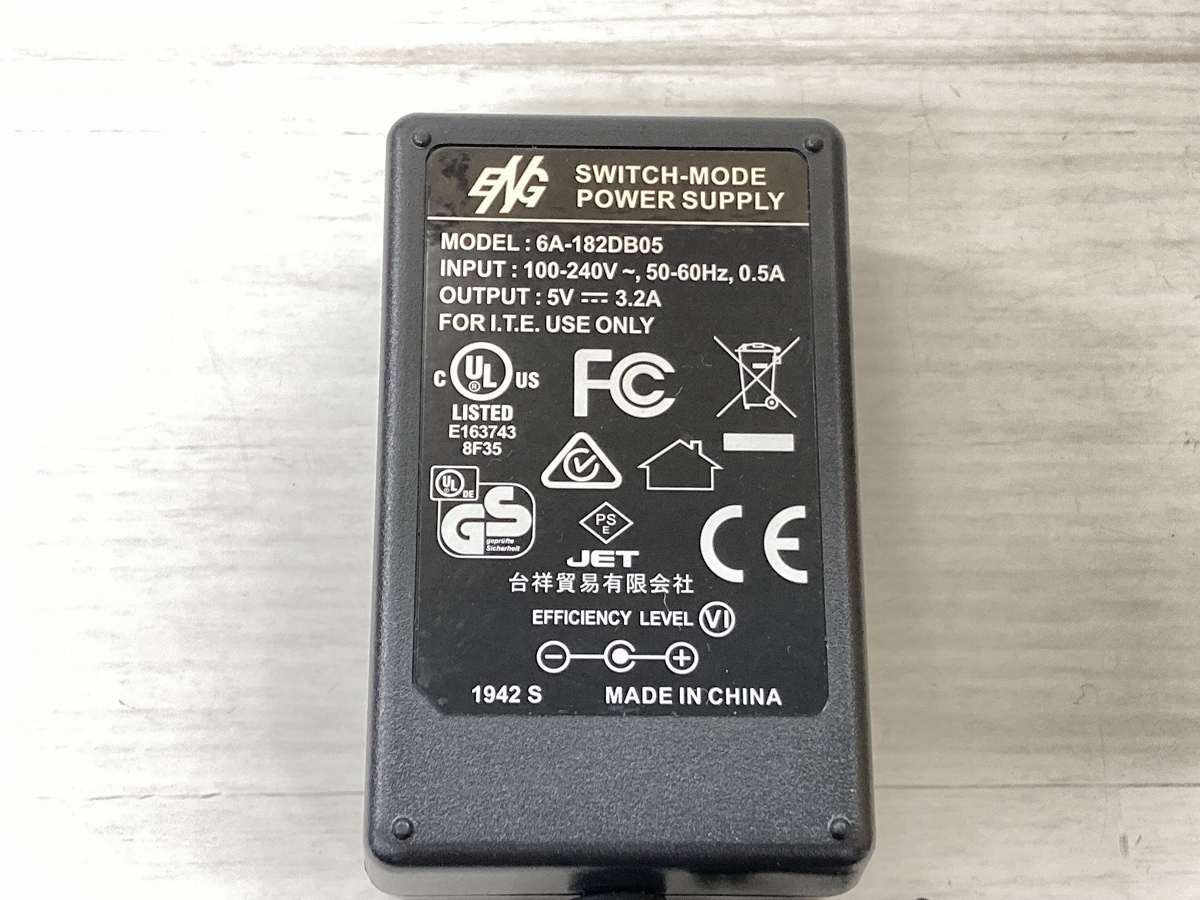 ENG
SWITCH-MODE
POWER SUPPLY
MODEL : 6A-182DB05
INPUT : 100-240V ~, 50-60Hz, 0.5A
OUTPUT : 5V ⎓ 3.2A
FOR I.T.E. USE ONLY
C UL US
®
LISTED
E163743
8F35
FC
UL
DE
GS
geprüfte
Sicherheit
PS
E
JET
CE
台祥貿易有限会社
EFFICIENCY LEVEL VI
− +
1942 S MADE IN CHINA